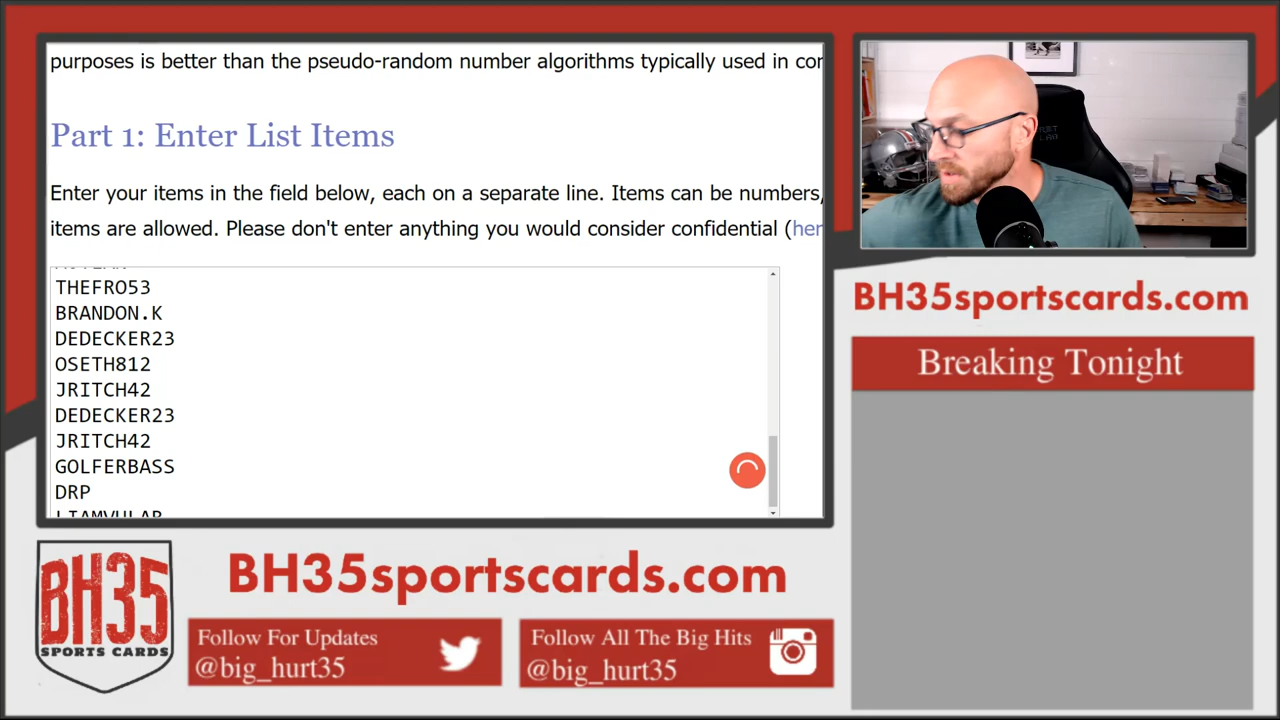 purposes is better than the pseudo-random number algorithms typically used in cor
Part 1: Enter List Items
Enter your items in the field below, each on a separate line. Items can be numbers,
items are allowed. Please don't enter anything you would consider confidential (her
THEFRO53
BRANDON.K
DEDECKER23
OSETH812
JRITCH42
DEDECKER23
JRITCH42
GOLFERBASS
DRP
LIAMVULAR
BH35sportscards.com
Breaking Tonight
BH35
SPORTS CARDS
BH35sportscards.com
Follow For Updates
@big_hurt35
Follow All The Big Hits
@big_hurt35